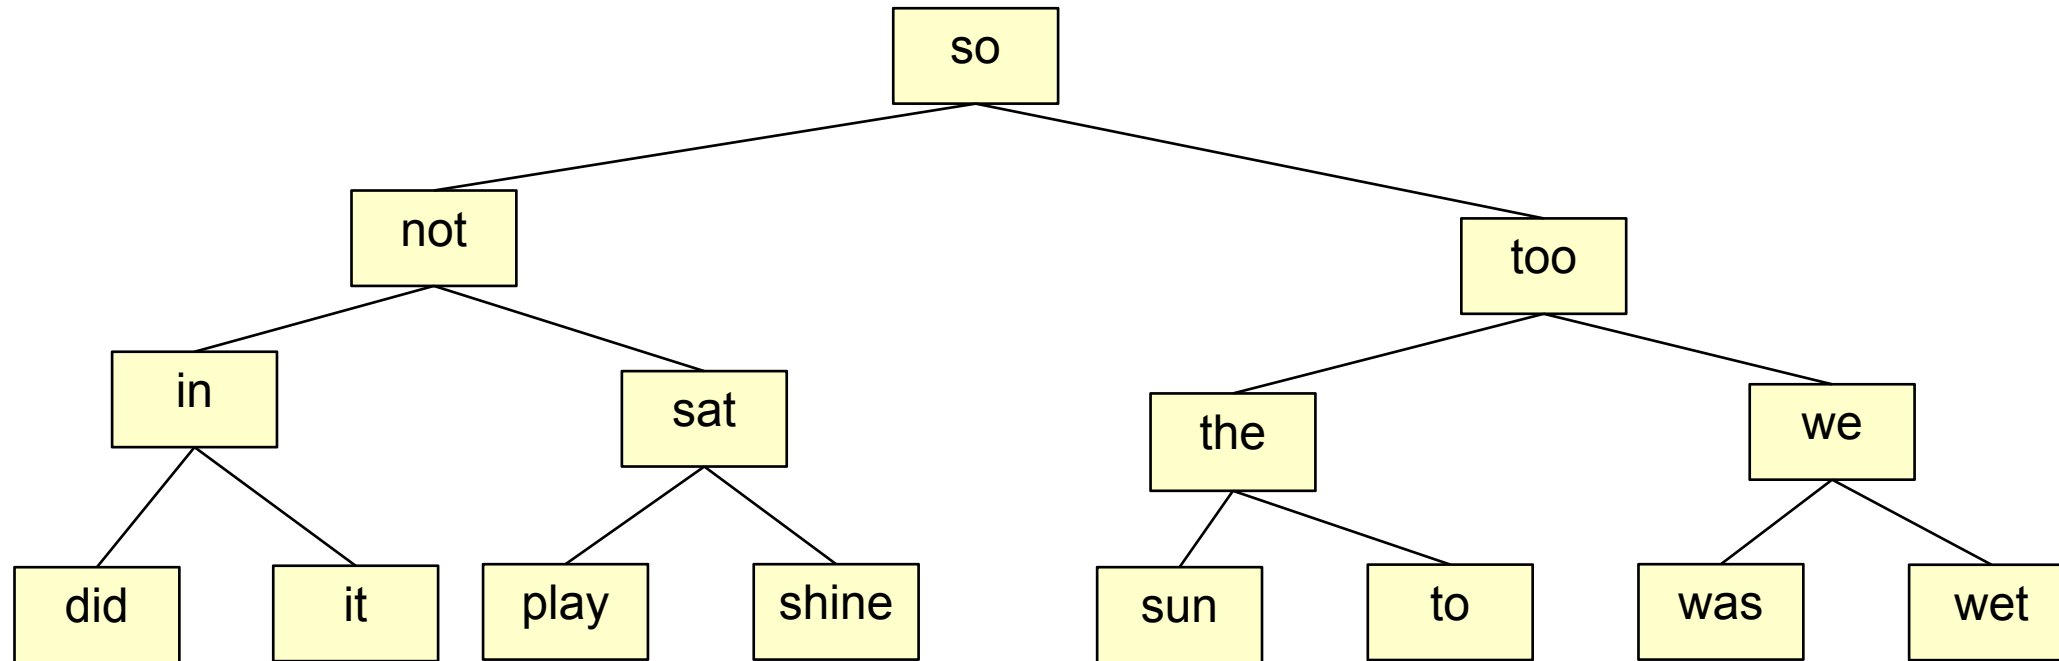 so
not
too
in
sat
the
we
did
it
play
shine
sun
to
was
wet